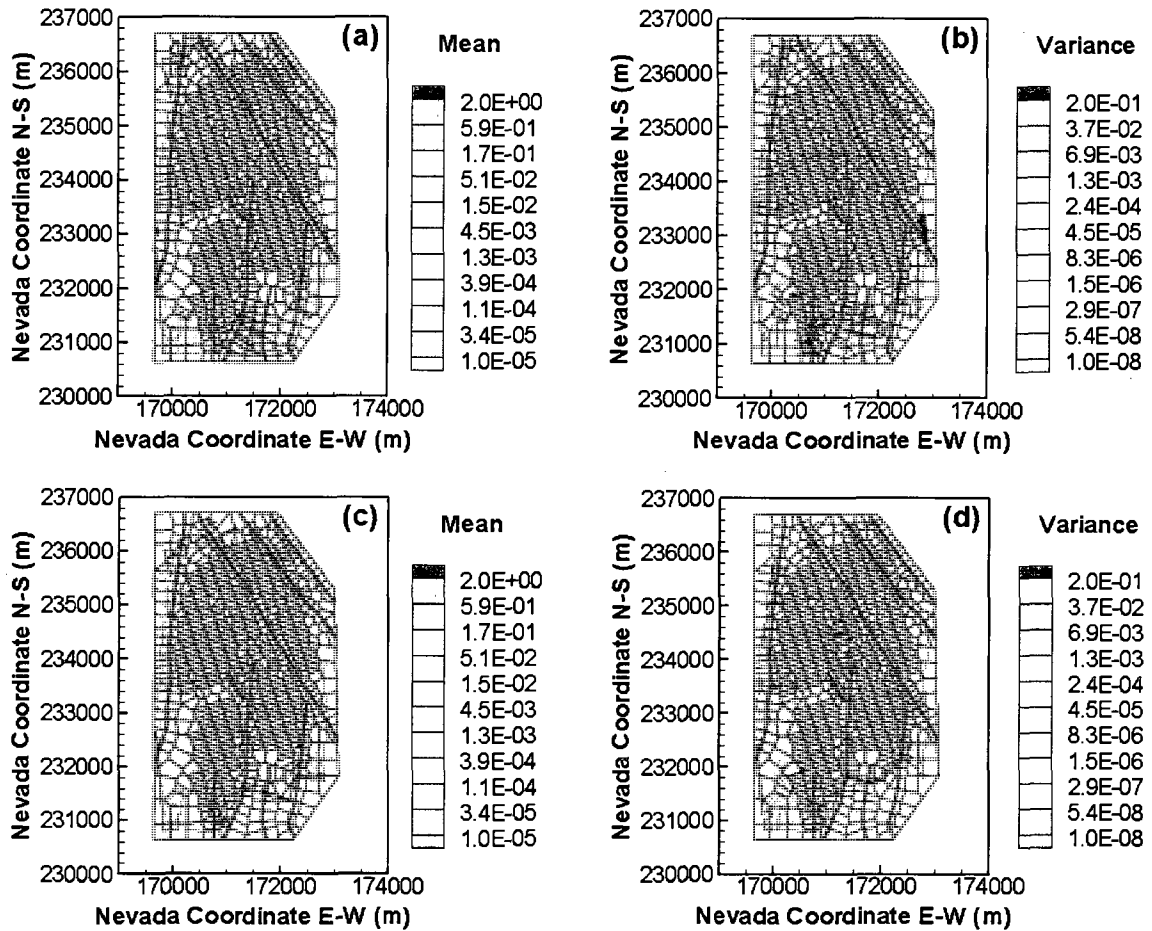 (a)
Mean
Nevada Coordinate N-S (m)
237000
236000
235000
234000
233000
232000
231000
230000
170000 172000 174000
Nevada Coordinate E-W (m)
2.0E+00
5.9E-01
1.7E-01
5.1E-02
1.5E-02
4.5E-03
1.3E-03
3.9E-04
1.1E-04
3.4E-05
1.0E-05
(b)
Variance
Nevada Coordinate N-S (m)
237000
236000
235000
234000
233000
232000
231000
230000
170000 172000 174000
Nevada Coordinate E-W (m)
2.0E-01
3.7E-02
6.9E-03
1.3E-03
2.4E-04
4.5E-05
8.3E-06
1.5E-06
2.9E-07
5.4E-08
1.0E-08
(c)
Mean
Nevada Coordinate N-S (m)
237000
236000
235000
234000
233000
232000
231000
230000
170000 172000 174000
Nevada Coordinate E-W (m)
2.0E+00
5.9E-01
1.7E-01
5.1E-02
1.5E-02
4.5E-03
1.3E-03
3.9E-04
1.1E-04
3.4E-05
1.0E-05
(d)
Variance
Nevada Coordinate N-S (m)
237000
236000
235000
234000
233000
232000
231000
230000
170000 172000 174000
Nevada Coordinate E-W (m)
2.0E-01
3.7E-02
6.9E-03
1.3E-03
2.4E-04
4.5E-05
8.3E-06
1.5E-06
2.9E-07
5.4E-08
1.0E-08